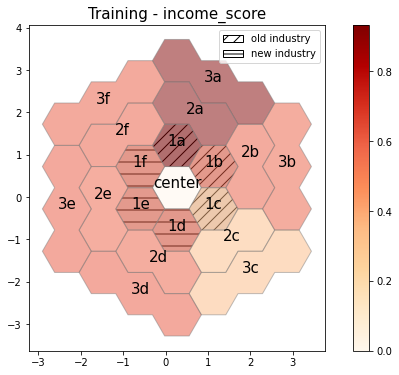 Training - income_score
old industry
new industry
3a
3f
2a
2f
1a
2b
1f
1b
3b
center
2e
3e
1e
1c
1d
2c
2d
3c
3d
4
3
2
1
0
−1
−2
−3
−3
−2
−1
0
1
2
3
0.8
0.6
0.4
0.2
0.0